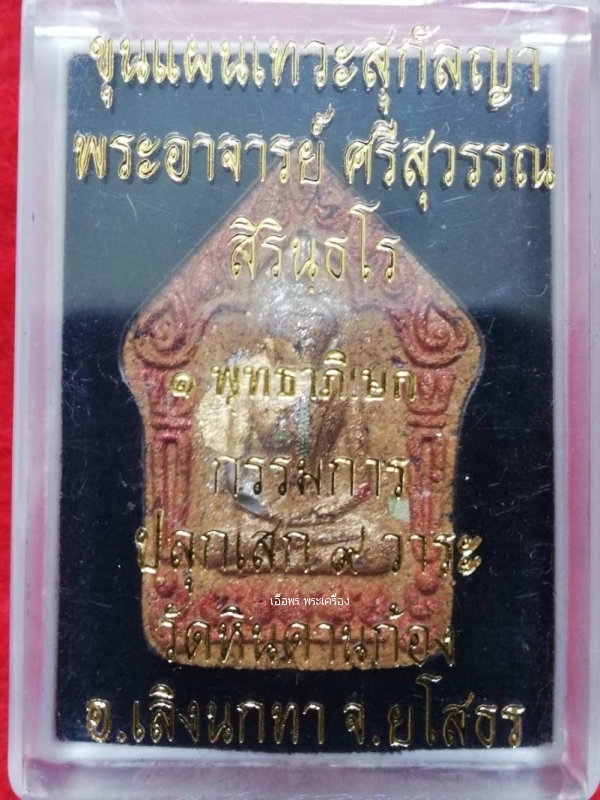 ขุนแผนเทวะสุกัลญา
พระอาจารย์ ศรีสุวรรณ
สิรินฺธโร
๑ พุทธาภิเษก
กรรมการ
ปลุกเสก ๙ วาระ
เอื้อพร พระเครื่อง
วัดหินดานก้อง
อ.เลิงนกทา จ.ยโสธร